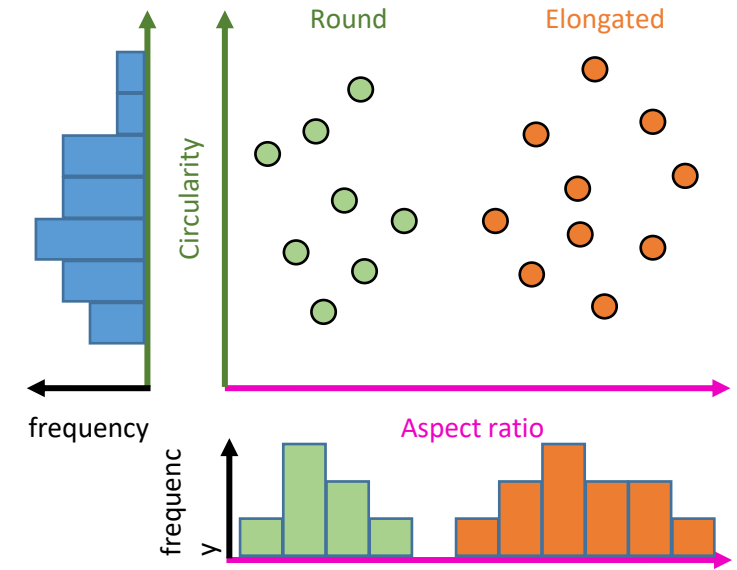 Round
Elongated
Circularity
frequency
Aspect ratio
frequenc
y